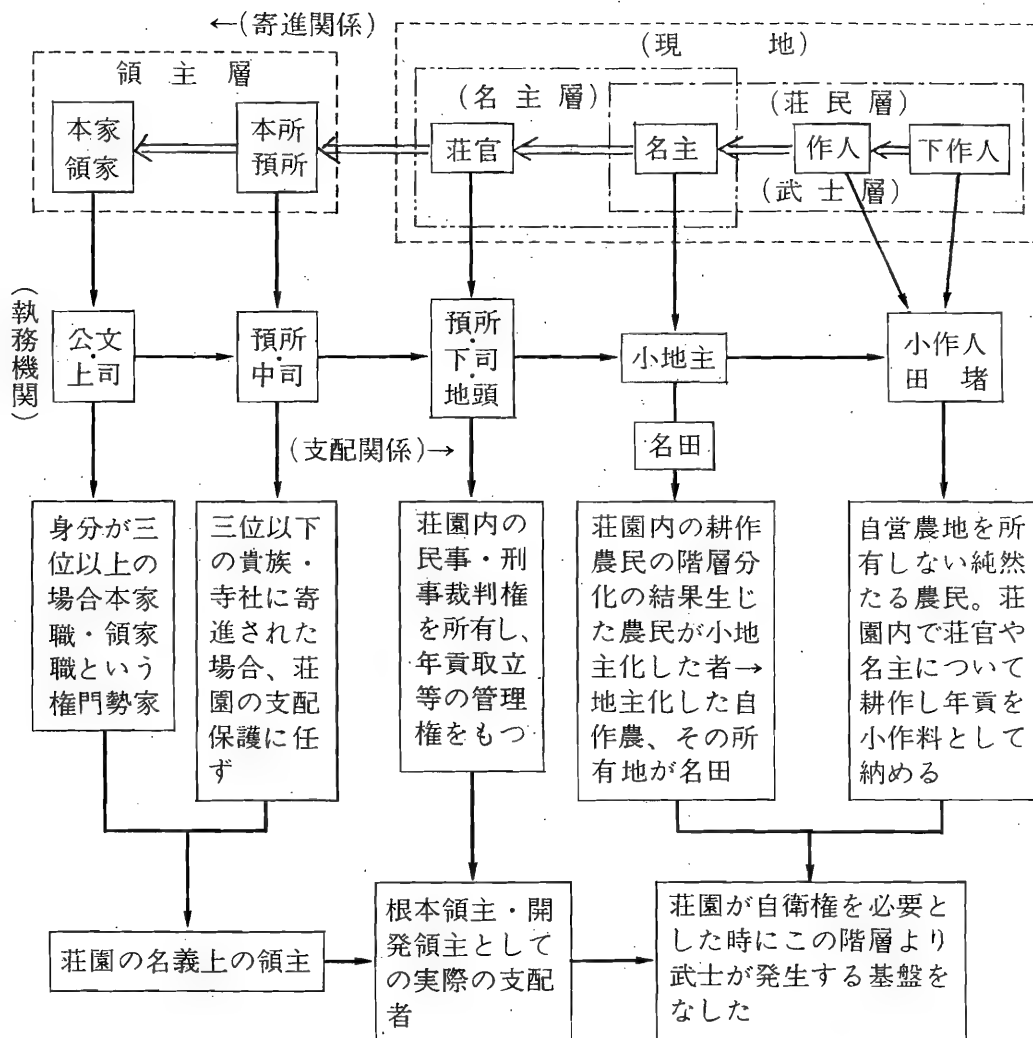 ←(寄進関係)
(現　　地)
領主層
(名主層)
(荘民層)
本家
領家
本所
預所
荘官
名主
作人
下作人
(武士層)
(執務機関)
公文
・
上司
預所
・
中司
預所
・
下司
・
地頭
小地主
小作人
田堵
(支配関係)→
名田
身分が三
位以上の
場合本家
職・領家
職という
権門勢家
三位以下
の貴族・
寺社に寄
進された
場合、荘
園の支配
保護に任
ず
荘園内の
民事・刑
事裁判権
を所有し、
年貢取立
等の管理
権をもつ
荘園内の耕作
農民の階層分
化の結果生じ
た農民が小地
主化した者→
地主化した自
作農、その所
有地が名田
自営農地を所
有しない純然
たる農民。荘
園内で荘官や
名主について
耕作し年貢を
小作料として
納める
荘園の名義上の領主
根本領主・開
発領主として
の実際の支配
者
荘園が自衛権を必要と
した時にこの階層より
武士が発生する基盤を
なした